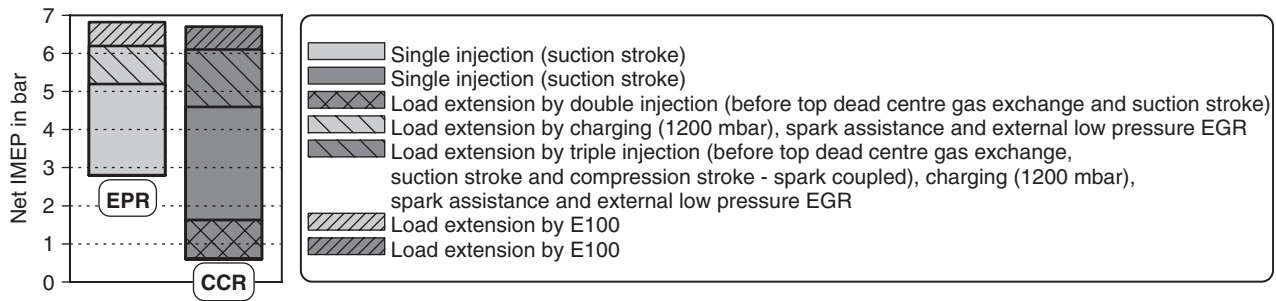 Net IMEP in bar
7
6
5
4
3
2
1
0
EPR
CCR
Single injection (suction stroke)
Single injection (suction stroke)
Load extension by double injection (before top dead centre gas exchange and suction stroke)
Load extension by charging (1200 mbar), spark assistance and external low pressure EGR
Load extension by triple injection (before top dead centre gas exchange,
suction stroke and compression stroke - spark coupled), charging (1200 mbar),
spark assistance and external low pressure EGR
Load extension by E100
Load extension by E100